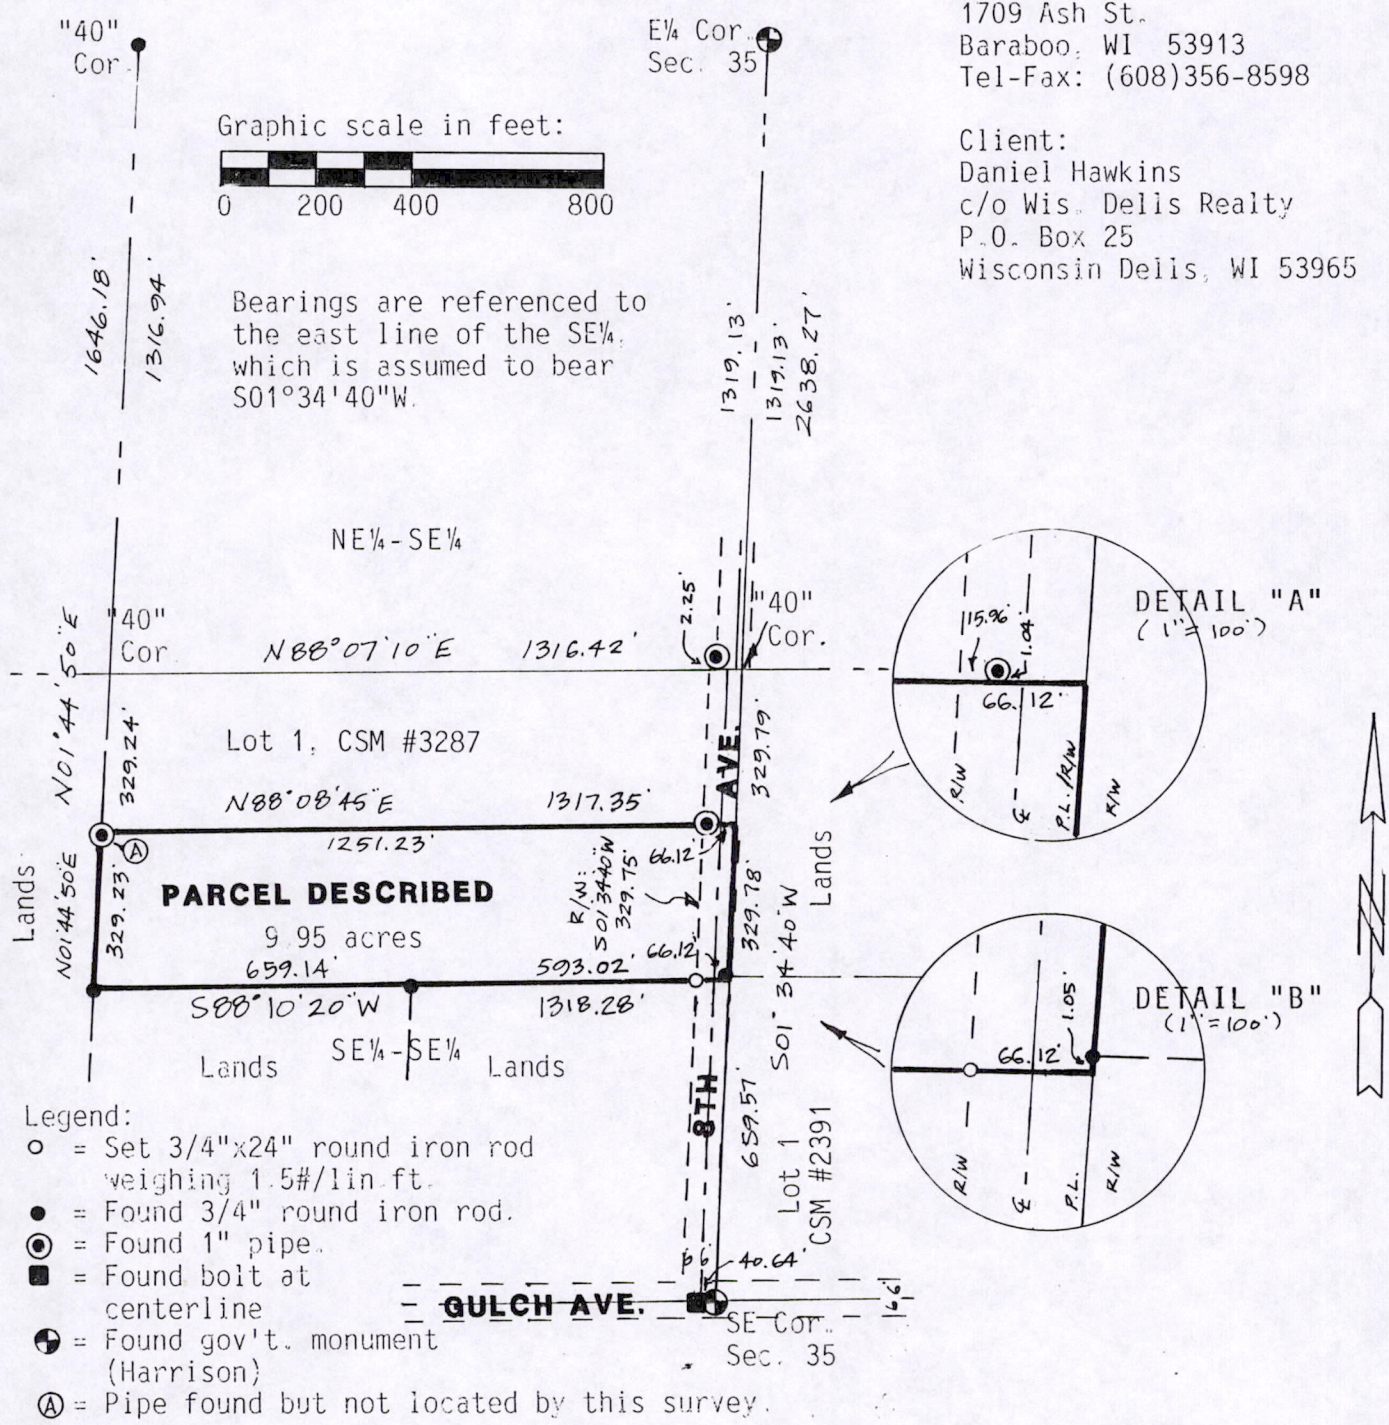 1709 Ash St.
Baraboo, WI 53913
Tel-Fax: (608)356-8598
"40"
Cor.
E¼ Cor.
Sec. 35
Graphic scale in feet:
0 200 400 800
Client:
Daniel Hawkins
c/o Wis. Dells Realty
P.O. Box 25
Wisconsin Dells, WI 53965
1646.18'
1316.94'
Bearings are referenced to
the east line of the SE¼,
which is assumed to bear
S01°34'40"W.
1319.13'
1319.13'
2638.27'
NE¼-SE¼
"40"
Cor
N88°07'10"E 1316.42'
2.25'
"40"
Cor.
N01°44'50"E
329.24'
Lot 1, CSM #3287
AVE.
329.79'
N88°08'45"E 1317.35'
1251.23'
A
66.12'
Lands
N01°44'50"E
329.23'
PARCEL DESCRIBED
9.95 acres
R/W:
S01°34'40"W
329.75'
329.78'
S01°34'40"W
Lands
659.14' 593.02' 66.12'
S88°10'20"W 1318.28'
SE¼-SE¼
Lands Lands
DETAIL "A"
(1"=100')
15.96'
1.04'
66.12'
R/W
℄
P.L./R/W
R/W
DETAIL "B"
(1"=100')
1.05'
66.12'
R/W
℄
P.L.
R/W
N
8TH
659.57'
Lot 1
CSM #2391
66'
40.64'
GULCH AVE.
66'
SE Cor.
Sec. 35
Legend:
= Set 3/4"x24" round iron rod
weighing 1.5#/lin.ft.
= Found 3/4" round iron rod.
= Found 1" pipe.
= Found bolt at
centerline
= Found gov't. monument
(Harrison)
A = Pipe found but not located by this survey.